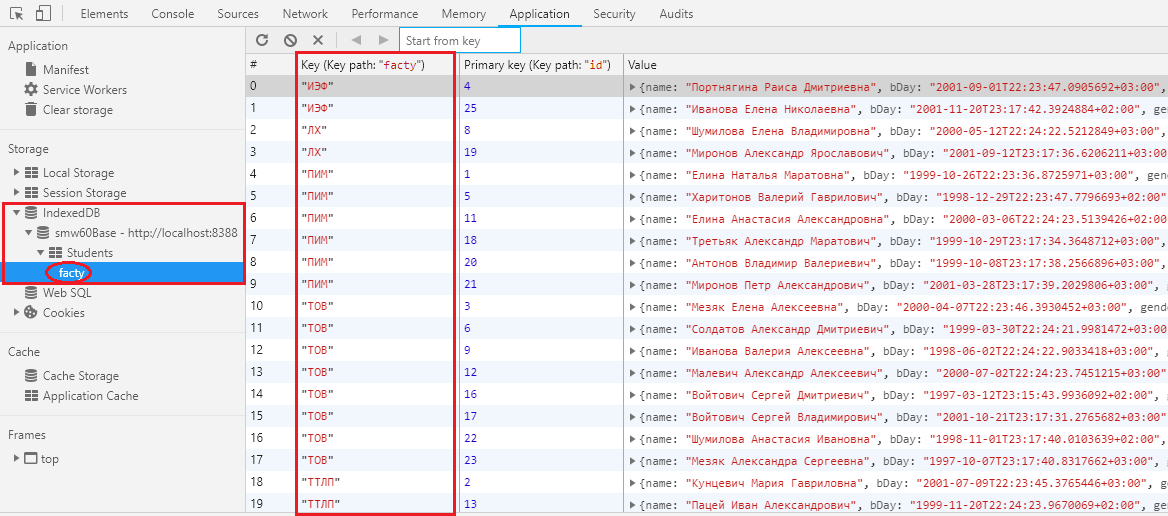 Elements Console Sources Network Performance Memory Application Security Audits
Start from key
Application
Manifest
Service Workers
Clear storage
Storage
Local Storage
Session Storage
IndexedDB
smw60Base - http://localhost:8388
Students
facty
Web SQL
Cookies
Cache
Cache Storage
Application Cache
Frames
top
# Key (Key path: "facty") Primary key (Key path: "id") Value
0 "ИЭФ" 4 {name: "Портнягина Раиса Дмитриевна", bDay: "2001-09-01T22:23:47.0905692+03:00",
1 "ИЭФ" 25 {name: "Иванова Елена Николаевна", bDay: "2001-11-20T23:17:42.3924884+02:00", gen
2 "ЛХ" 8 {name: "Шумилова Елена Владимировна", bDay: "2000-05-12T22:24:22.5212849+03:00",
3 "ЛХ" 19 {name: "Миронов Александр Ярославович", bDay: "2001-09-12T23:17:36.6206211+03:00
4 "ПИМ" 1 {name: "Елина Наталья Маратовна", bDay: "1999-10-26T22:23:36.8725971+03:00", gend
5 "ПИМ" 5 {name: "Харитонов Валерий Гаврилович", bDay: "1998-12-29T22:23:47.7796693+02:00"
6 "ПИМ" 11 {name: "Елина Анастасия Александровна", bDay: "2000-03-06T22:24:23.5139426+02:00
7 "ПИМ" 18 {name: "Третьяк Александр Маратович", bDay: "1999-10-29T23:17:34.3648712+03:00",
8 "ПИМ" 20 {name: "Антонов Владимир Валериевич", bDay: "1999-10-17T23:17:38.2566896+03:00",
9 "ПИМ" 21 {name: "Миронов Петр Александрович", bDay: "2001-03-28T23:17:39.2029806+03:00",
10 "ТОВ" 3 {name: "Мезяк Елена Алексеевна", bDay: "2000-04-07T22:23:46.3930452+03:00", gende
11 "ТОВ" 6 {name: "Солдатов Александр Дмитриевич", bDay: "1999-03-30T22:24:21.9981472+03:00
12 "ТОВ" 9 {name: "Иванова Валерия Алексеевна", bDay: "1998-06-02T22:24:22.9033418+03:00",
13 "ТОВ" 12 {name: "Малевич Александр Алексеевич", bDay: "2000-07-02T22:24:23.7451215+03:00"
14 "ТОВ" 16 {name: "Войтович Сергей Дмитриевич", bDay: "1997-03-12T23:15:43.9936092+02:00",
15 "ТОВ" 17 {name: "Войтович Сергей Владимирович", bDay: "2001-10-21T23:17:31.2765682+03:00"
16 "ТОВ" 22 {name: "Шумилова Анастасия Ивановна", bDay: "1998-11-01T23:17:40.0103639+02:00",
17 "ТОВ" 23 {name: "Мезяк Александра Сергеевна", bDay: "1997-10-07T23:17:40.8317662+03:00",
18 "ТТЛП" 2 {name: "Кунцевич Мария Гавриловна", bDay: "2001-07-09T22:23:45.3765446+03:00",
19 "ТТЛП" 13 {name: "Пацей Иван Александрович", bDay: "1999-11-20T22:24:23.9670069+02:00",